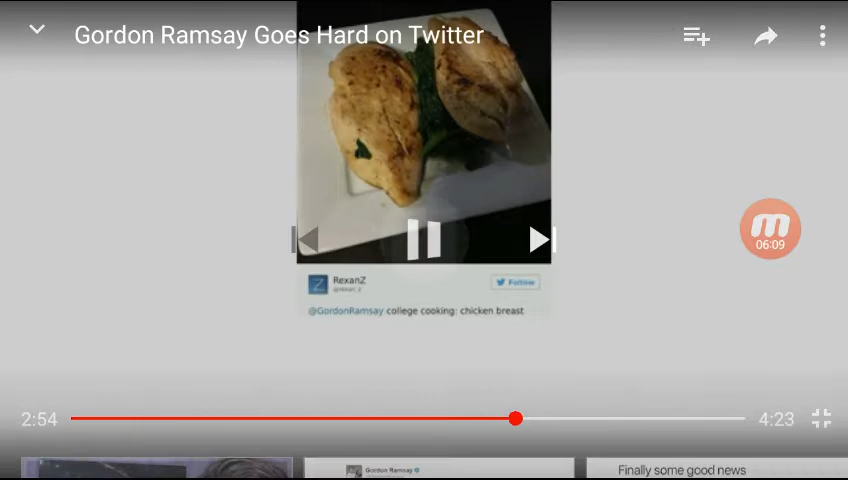 Gordon Ramsay Goes Hard on Twitter
06:09
RexanZ
Follow
@GordonRamsay college cooking: chicken breast
2:54
4:23
Gordon Ramsay
Finally some good news